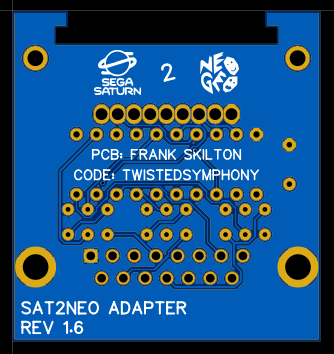 SEGA
SATURN
2
NEO
GEO
PCB: FRANK SKILTON
CODE: TWISTEDSYMPHONY
SAT2NEO ADAPTER
REV 1.6